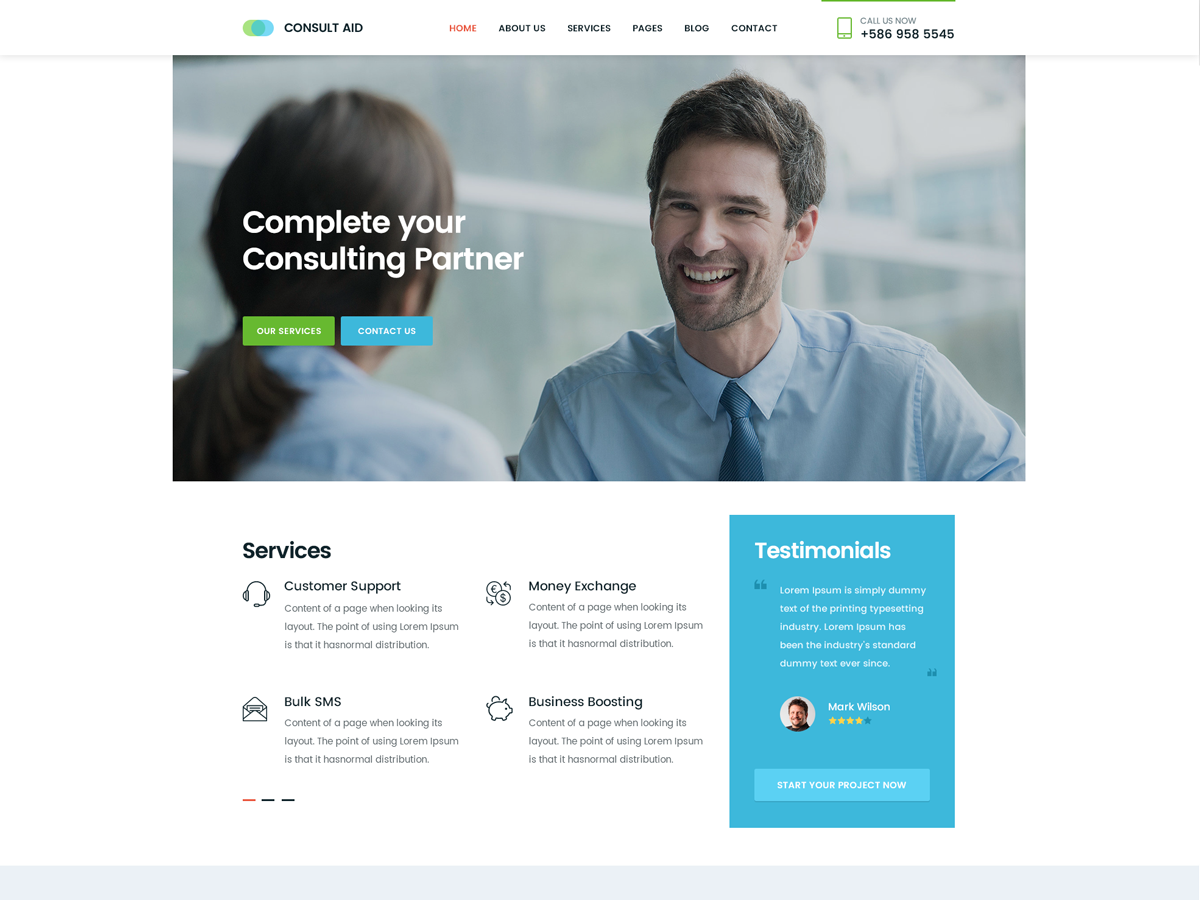 CONSULT AID
HOME ABOUT US SERVICES PAGES BLOG CONTACT
CALL US NOW
+586 958 5545
Complete your
Consulting Partner
OUR SERVICES CONTACT US
Services
Customer Support
Content of a page when looking its
layout. The point of using Lorem Ipsum
is that it hasnormal distribution.
Money Exchange
Content of a page when looking its
layout. The point of using Lorem Ipsum
is that it hasnormal distribution.
Bulk SMS
Content of a page when looking its
layout. The point of using Lorem Ipsum
is that it hasnormal distribution.
Business Boosting
Content of a page when looking its
layout. The point of using Lorem Ipsum
is that it hasnormal distribution.
Testimonials
Lorem Ipsum is simply dummy
text of the printing typesetting
industry. Lorem Ipsum has
been the industry's standard
dummy text ever since.
Mark Wilson
START YOUR PROJECT NOW